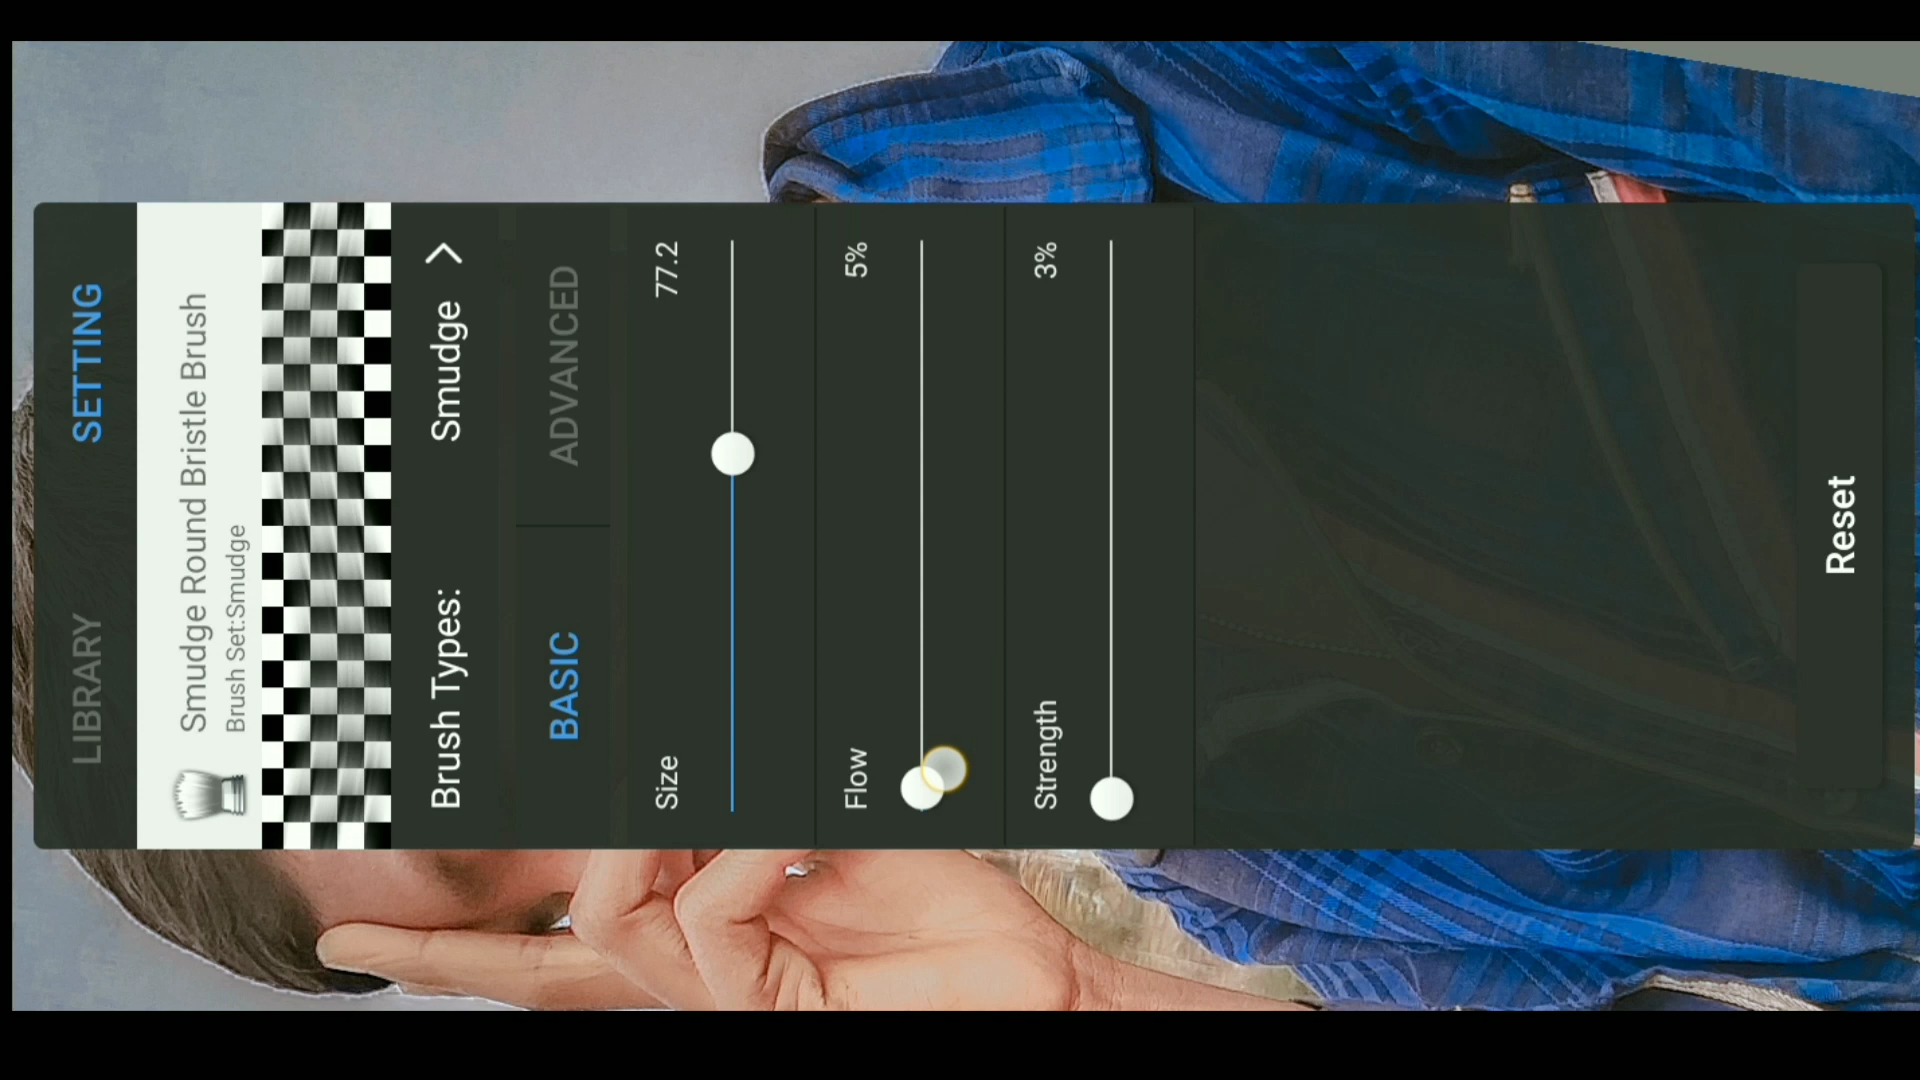 LIBRARY SETTING
Smudge Round Bristle Brush
Brush Set:Smudge
Brush Types: Smudge
BASIC ADVANCED
Size 77.2
Flow 5%
Strength 3%
Reset